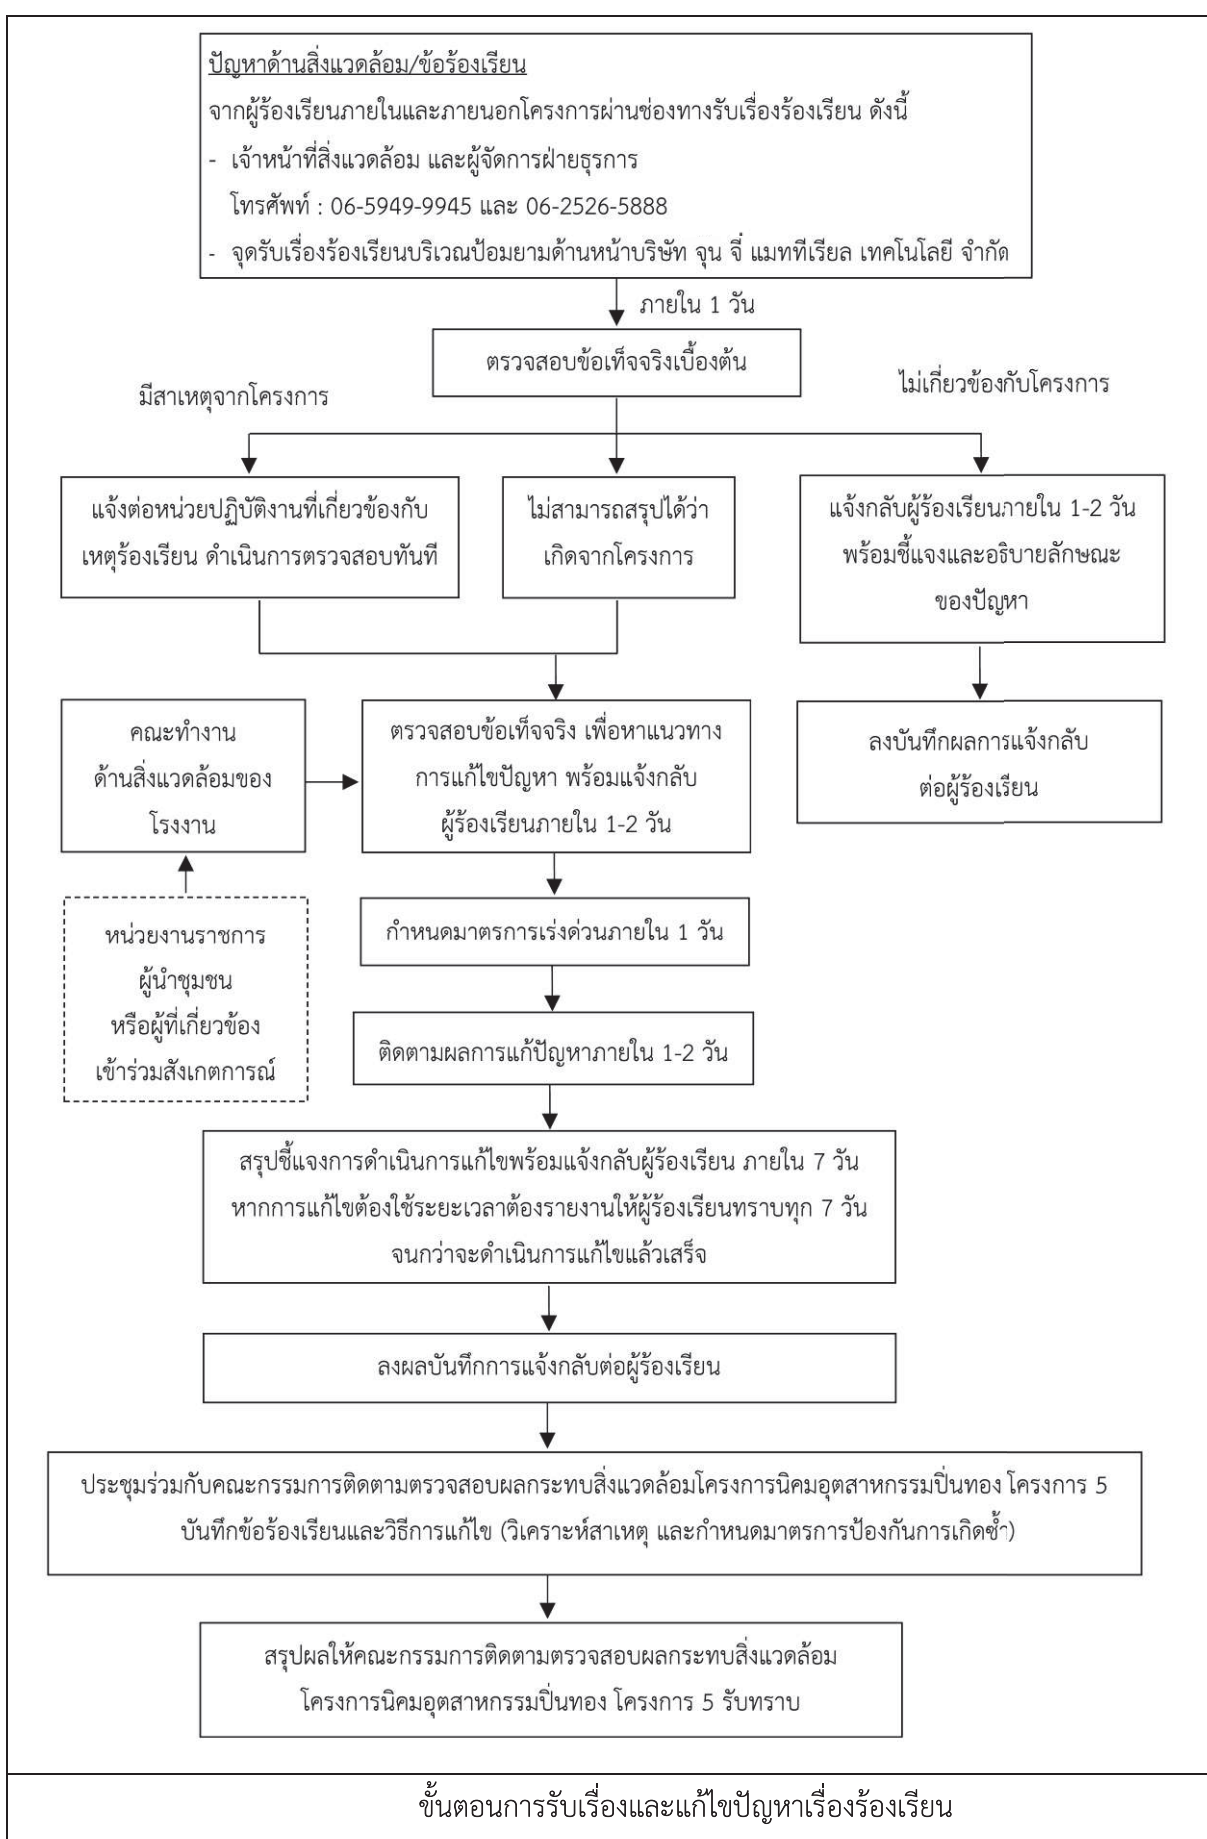 ปัญหาด้านสิ่งแวดล้อม/ข้อร้องเรียน
จากผู้ร้องเรียนภายในและภายนอกโครงการผ่านช่องทางรับเรื่องร้องเรียน ดังนี้
- เจ้าหน้าที่สิ่งแวดล้อม และผู้จัดการฝ่ายธุรการ
โทรศัพท์ : 06-5949-9945 และ 06-2526-5888
- จุดรับเรื่องร้องเรียนบริเวณป้อมยามด้านหน้าบริษัท จุน จี่ แมททีเรียล เทคโนโลยี จำกัด
ภายใน 1 วัน
ตรวจสอบข้อเท็จจริงเบื้องต้น
มีสาเหตุจากโครงการ
ไม่เกี่ยวข้องกับโครงการ
แจ้งต่อหน่วยปฏิบัติงานที่เกี่ยวข้องกับ
เหตุร้องเรียน ดำเนินการตรวจสอบทันที
ไม่สามารถสรุปได้ว่า
เกิดจากโครงการ
แจ้งกลับผู้ร้องเรียนภายใน 1-2 วัน
พร้อมชี้แจงและอธิบายลักษณะ
ของปัญหา
คณะทำงาน
ด้านสิ่งแวดล้อมของ
โรงงาน
ตรวจสอบข้อเท็จจริง เพื่อหาแนวทาง
การแก้ไขปัญหา พร้อมแจ้งกลับ
ผู้ร้องเรียนภายใน 1-2 วัน
ลงบันทึกผลการแจ้งกลับ
ต่อผู้ร้องเรียน
หน่วยงานราชการ
ผู้นำชุมชน
หรือผู้ที่เกี่ยวข้อง
เข้าร่วมสังเกตการณ์
กำหนดมาตรการเร่งด่วนภายใน 1 วัน
ติดตามผลการแก้ปัญหาภายใน 1-2 วัน
สรุปชี้แจงการดำเนินการแก้ไขพร้อมแจ้งกลับผู้ร้องเรียน ภายใน 7 วัน
หากการแก้ไขต้องใช้ระยะเวลาต้องรายงานให้ผู้ร้องเรียนทราบทุก 7 วัน
จนกว่าจะดำเนินการแก้ไขแล้วเสร็จ
ลงผลบันทึกการแจ้งกลับต่อผู้ร้องเรียน
ประชุมร่วมกับคณะกรรมการติดตามตรวจสอบผลกระทบสิ่งแวดล้อมโครงการนิคมอุตสาหกรรมปิ่นทอง โครงการ 5
บันทึกข้อร้องเรียนและวิธีการแก้ไข (วิเคราะห์สาเหตุ และกำหนดมาตรการป้องกันการเกิดซ้ำ)
สรุปผลให้คณะกรรมการติดตามตรวจสอบผลกระทบสิ่งแวดล้อม
โครงการนิคมอุตสาหกรรมปิ่นทอง โครงการ 5 รับทราบ
ขั้นตอนการรับเรื่องและแก้ไขปัญหาเรื่องร้องเรียน